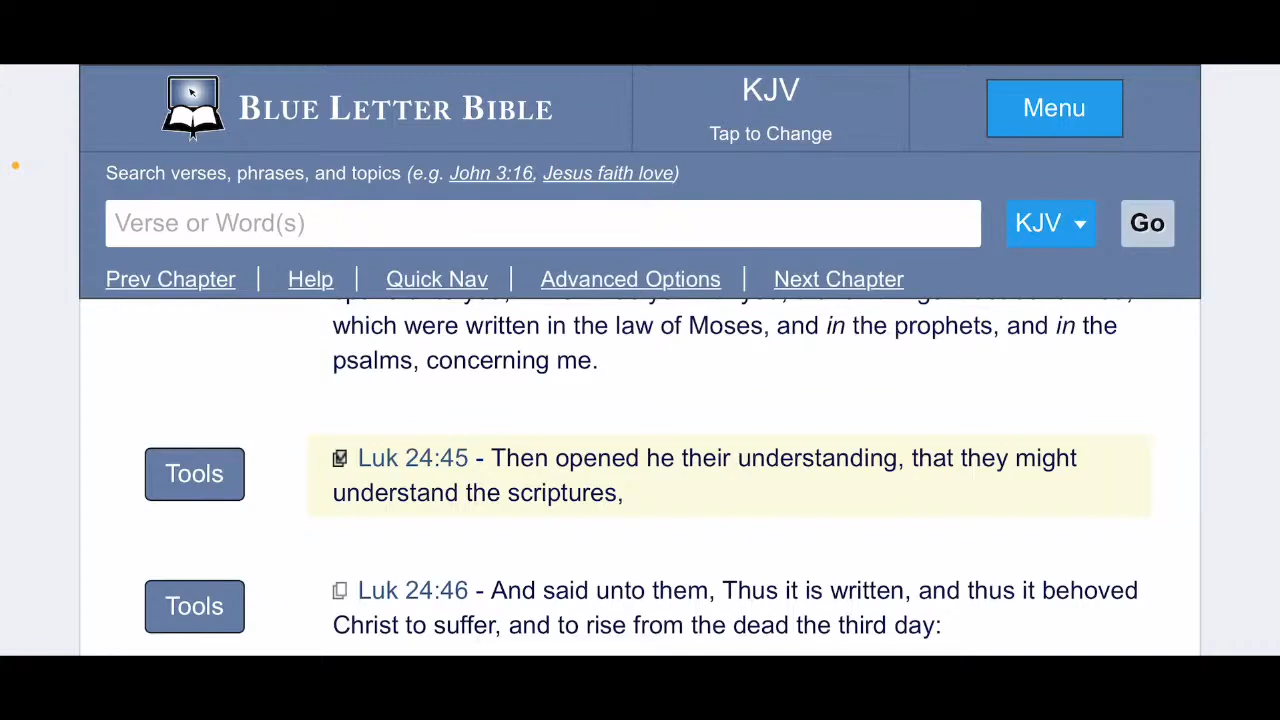 BLUE LETTER BIBLE
KJV
Tap to Change
Menu
Search verses, phrases, and topics (e.g. John 3:16, Jesus faith love)
Verse or Word(s)
KJV
Go
Prev Chapter | Help | Quick Nav | Advanced Options | Next Chapter
which were written in the law of Moses, and in the prophets, and in the
psalms, concerning me.
Tools
Luk 24:45 - Then opened he their understanding, that they might
understand the scriptures,
Tools
Luk 24:46 - And said unto them, Thus it is written, and thus it behoved
Christ to suffer, and to rise from the dead the third day: